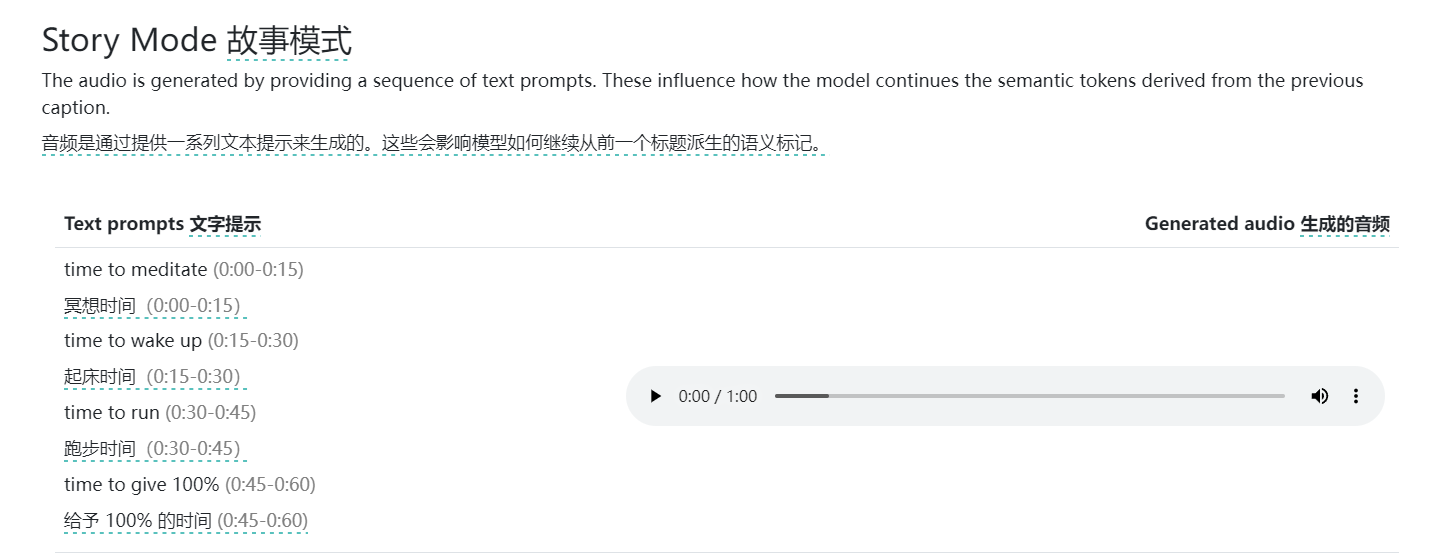 Story Mode 故事模式
The audio is generated by providing a sequence of text prompts. These influence how the model continues the semantic tokens derived from the previous
caption.
音频是通过提供一系列文本提示来生成的。这些会影响模型如何继续从前一个标题派生的语义标记。
Text prompts 文字提示
Generated audio 生成的音频
time to meditate (0:00-0:15)
冥想时间（0:00-0:15）
time to wake up (0:15-0:30)
起床时间（0:15-0:30）
0:00 / 1:00
time to run (0:30-0:45)
跑步时间（0:30-0:45）
time to give 100% (0:45-0:60)
给予 100% 的时间 (0:45-0:60)